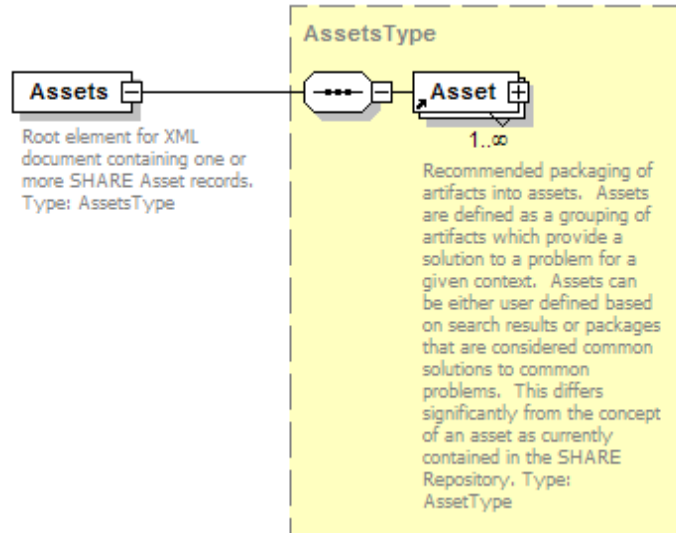 AssetsType
Assets
Asset
1..∞
Root element for XML
document containing one or
more SHARE Asset records.
Type: AssetsType
Recommended packaging of
artifacts into assets.  Assets
are defined as a grouping of
artifacts which provide a
solution to a problem for a
given context.  Assets can
be either user defined based
on search results or packages
that are considered common
solutions to common
problems.  This differs
significantly from the concept
of an asset as currently
contained in the SHARE
Repository. Type:
AssetType